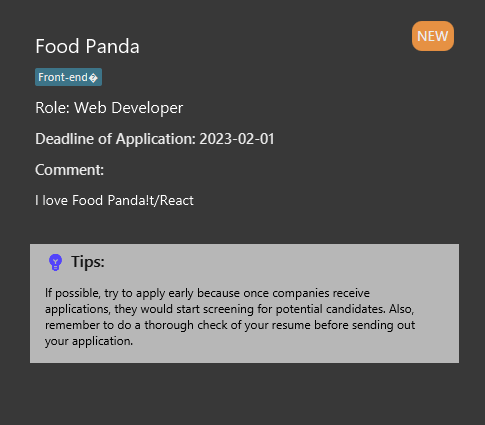 Food Panda
NEW
Front-end�
Role: Web Developer
Deadline of Application: 2023-02-01
Comment:
I love Food Panda!t/React
Tips:
If possible, try to apply early because once companies receive
applications, they would start screening for potential candidates. Also,
remember to do a thorough check of your resume before sending out
your application.